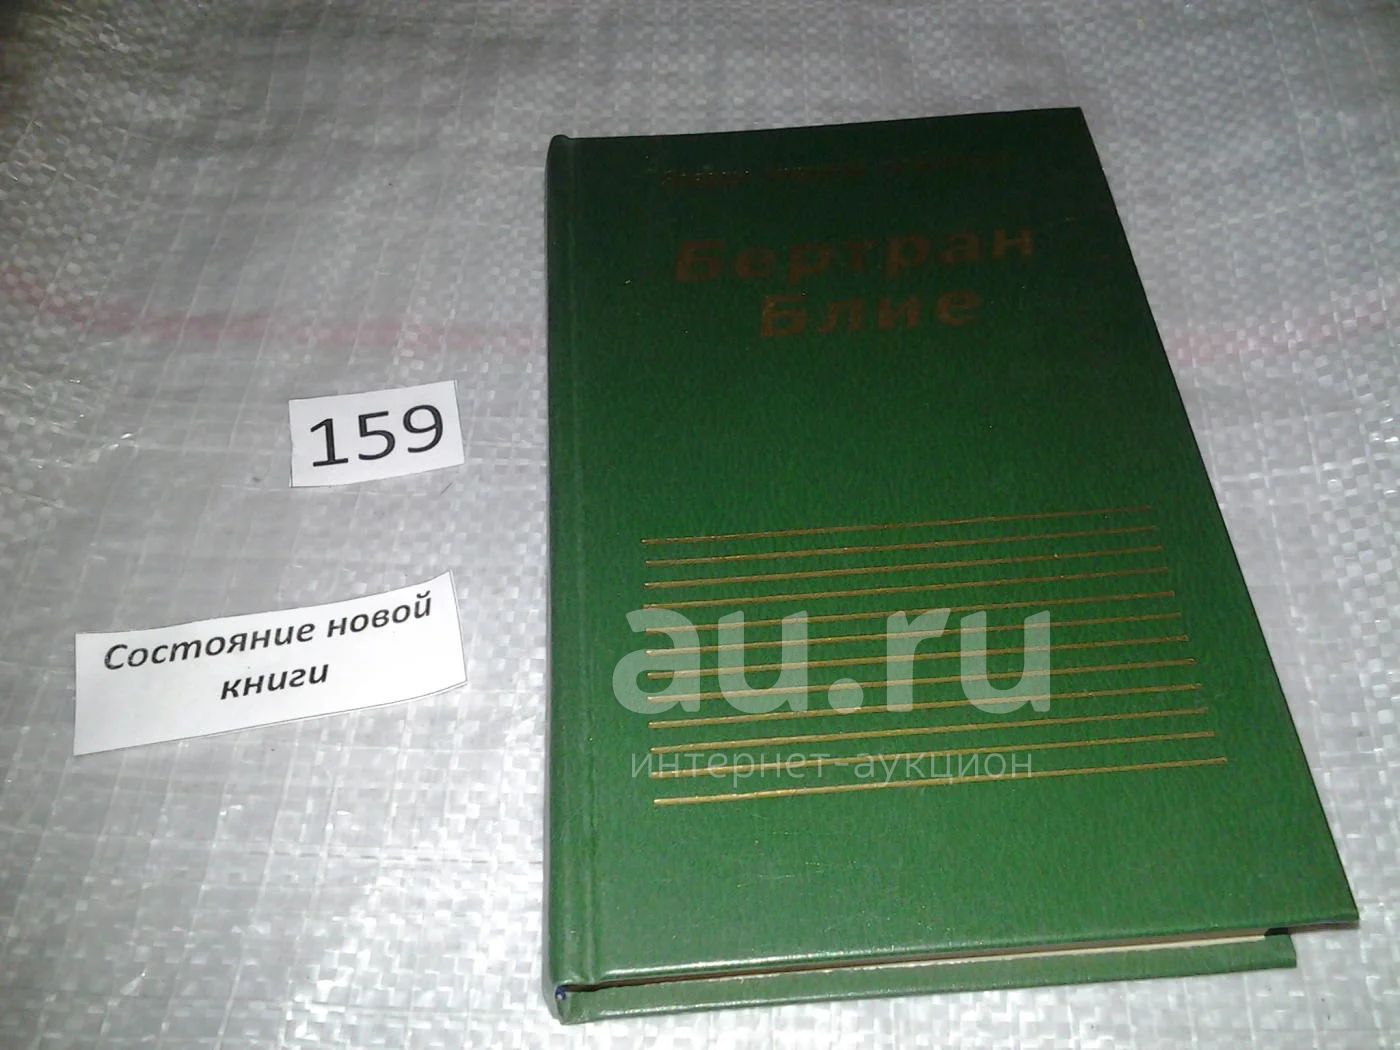 Бертран
Блие
159
Состояние новой
книги
au.ru
интернет-аукцион